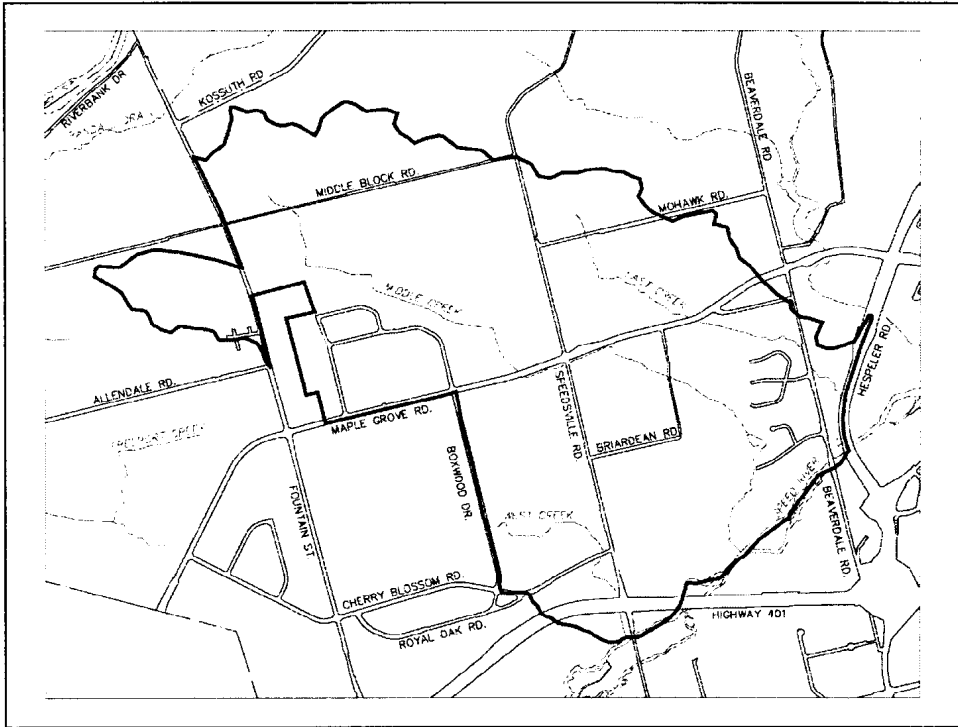 RIVERBANK DR
KOSSUTH RD
BEAVERDALE RD
MIDDLE BLOCK RD.
MOHAWK RD.
MIDDLE CREEK
EAST CREEK
HESPELER RD.
ALLENDALE RD.
MAPLE GROVE RD.
SPEEDSVILLE RD.
BRIARDEAN RD.
BOXWOOD DR.
FOUNTAIN ST
WEST CREEK
SPEED RIVER
BEAVERDALE RD.
CHERRY BLOSSOM RD.
ROYAL OAK RD.
HIGHWAY 401